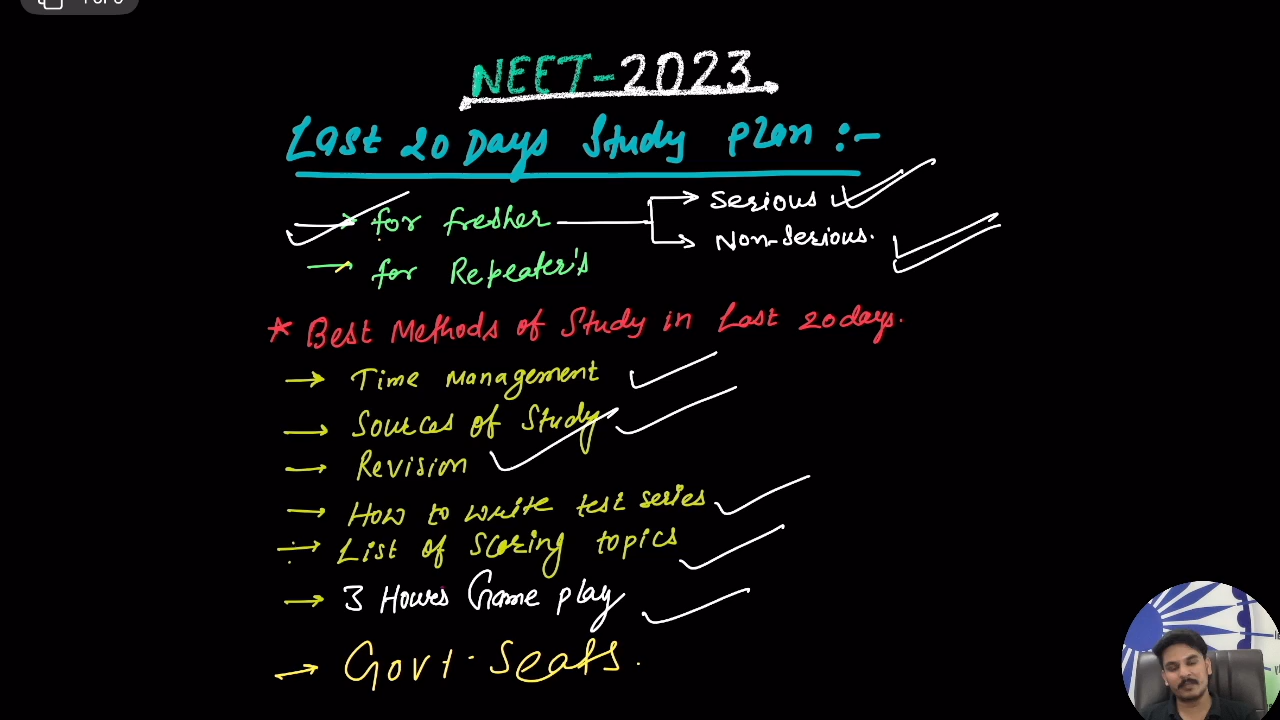 NEET-2023.
Last 20 Days Study Plan :-
→ for fresher → Serious
→ Non-Serious.
→ for Repeater's
* Best Methods of Study in Last 20 days.
→ Time Management
→ Sources of Study
→ Revision
→ How to write test series
→ List of Scoring topics
→ 3 Hours Game play
→ Govt. Seats.